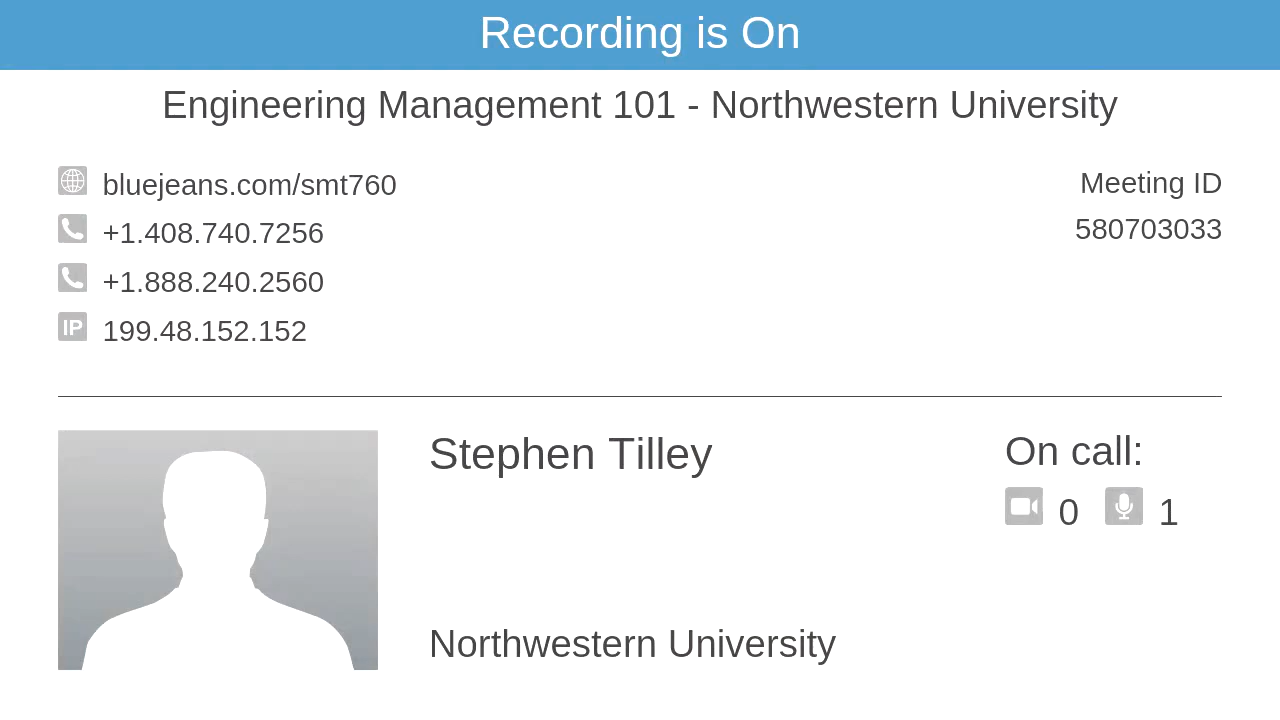 Recording is On
Engineering Management 101 - Northwestern University
bluejeans.com/smt760
+1.408.740.7256
+1.888.240.2560
IP 199.48.152.152
Meeting ID
580703033
Stephen Tilley
Northwestern University
On call:
0 1